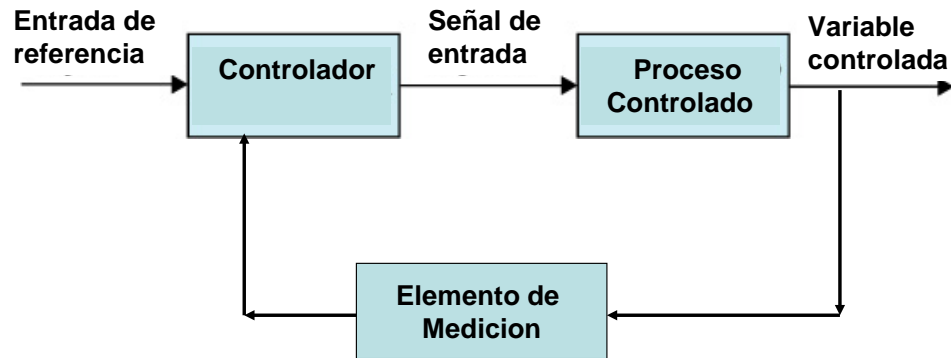 Entrada de
referencia
Controlador
Señal de
entrada
Proceso
Controlado
Variable
controlada
Elemento de
Medicion